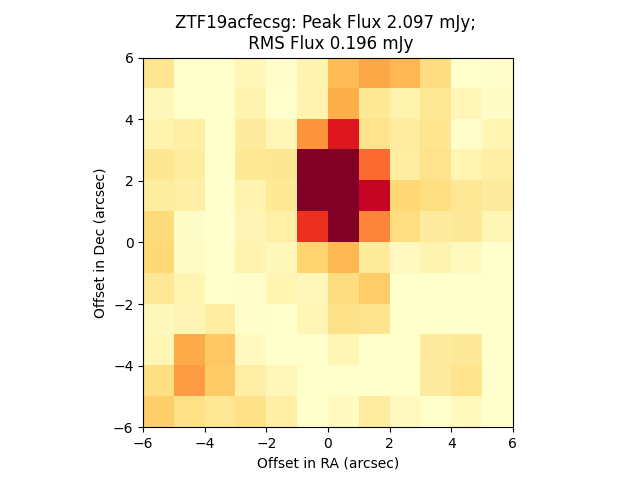 ZTF19acfecsg: Peak Flux 2.097 mJy;
RMS Flux 0.196 mJy
6
4
2
0
−2
−4
−6
Offset in Dec (arcsec)
−6 −4 −2 0 2 4 6
Offset in RA (arcsec)